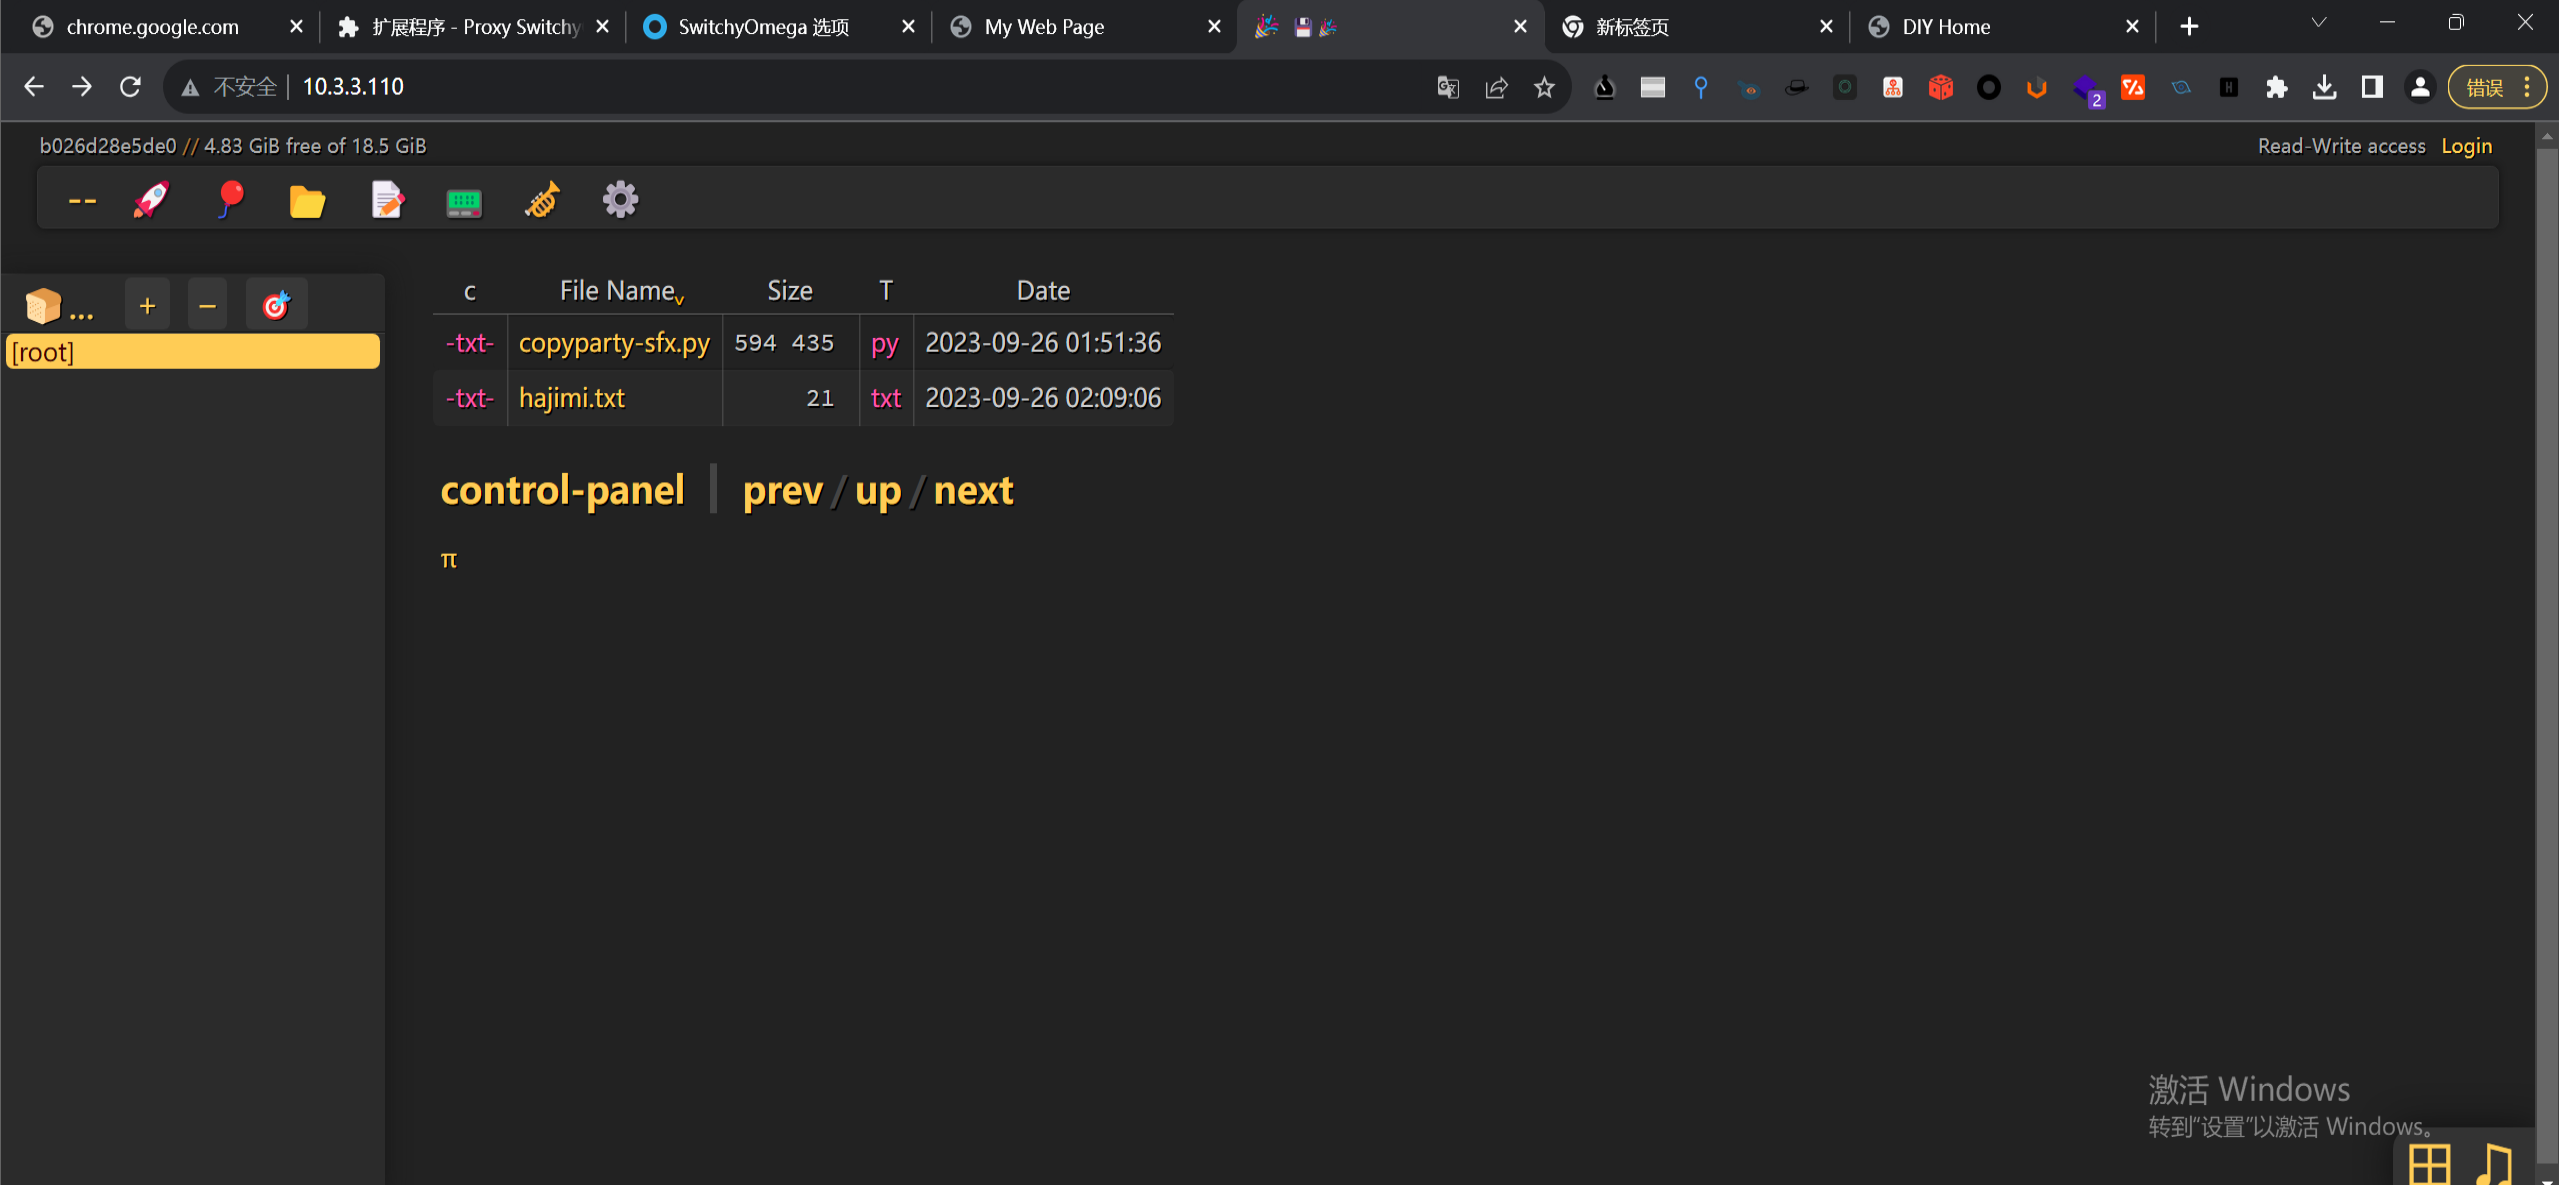 chrome.google.com 扩展程序 - Proxy Switchy SwitchyOmega 选项 My Web Page 新标签页 DIY Home
不安全 10.3.3.110 2 错误
b026d28e5de0 // 4.83 GiB free of 18.5 GiB Read-Write access Login
--
... + −
[root]
c File Name Size T Date
-txt- copyparty-sfx.py 594 435 py 2023-09-26 01:51:36
-txt- hajimi.txt 21 txt 2023-09-26 02:09:06
control-panel | prev / up / next
π
激活 Windows
转到“设置”以激活 Windows。